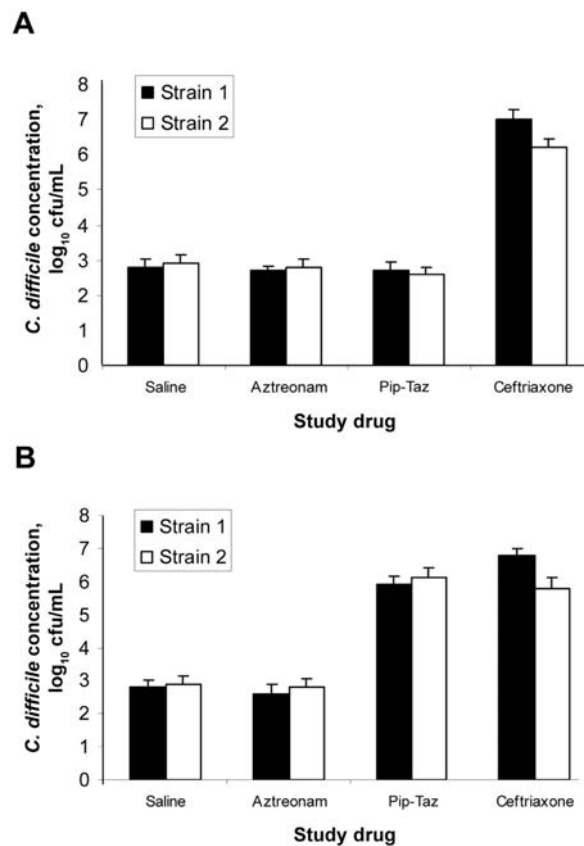 A
C. difficile concentration,
log10 cfu/mL
8
7
6
5
4
3
2
1
0
Strain 1
Strain 2
Saline Aztreonam Pip-Taz Ceftriaxone
Study drug
B
C. difficile concentration,
log10 cfu/mL
8
7
6
5
4
3
2
1
0
Strain 1
Strain 2
Saline Aztreonam Pip-Taz Ceftriaxone
Study drug